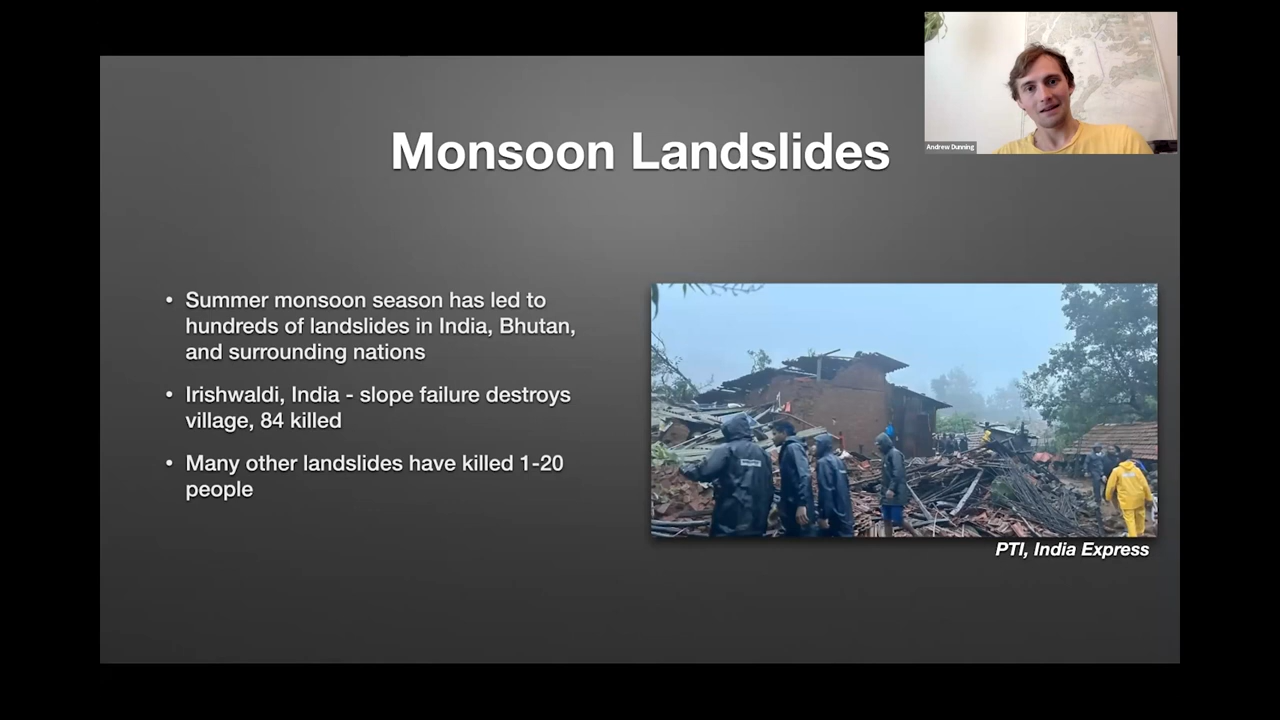 Andrew Dunning
Monsoon Landslides
• Summer monsoon season has led to
hundreds of landslides in India, Bhutan,
and surrounding nations
• Irishwaldi, India - slope failure destroys
village, 84 killed
• Many other landslides have killed 1-20
people
PTI, India Express